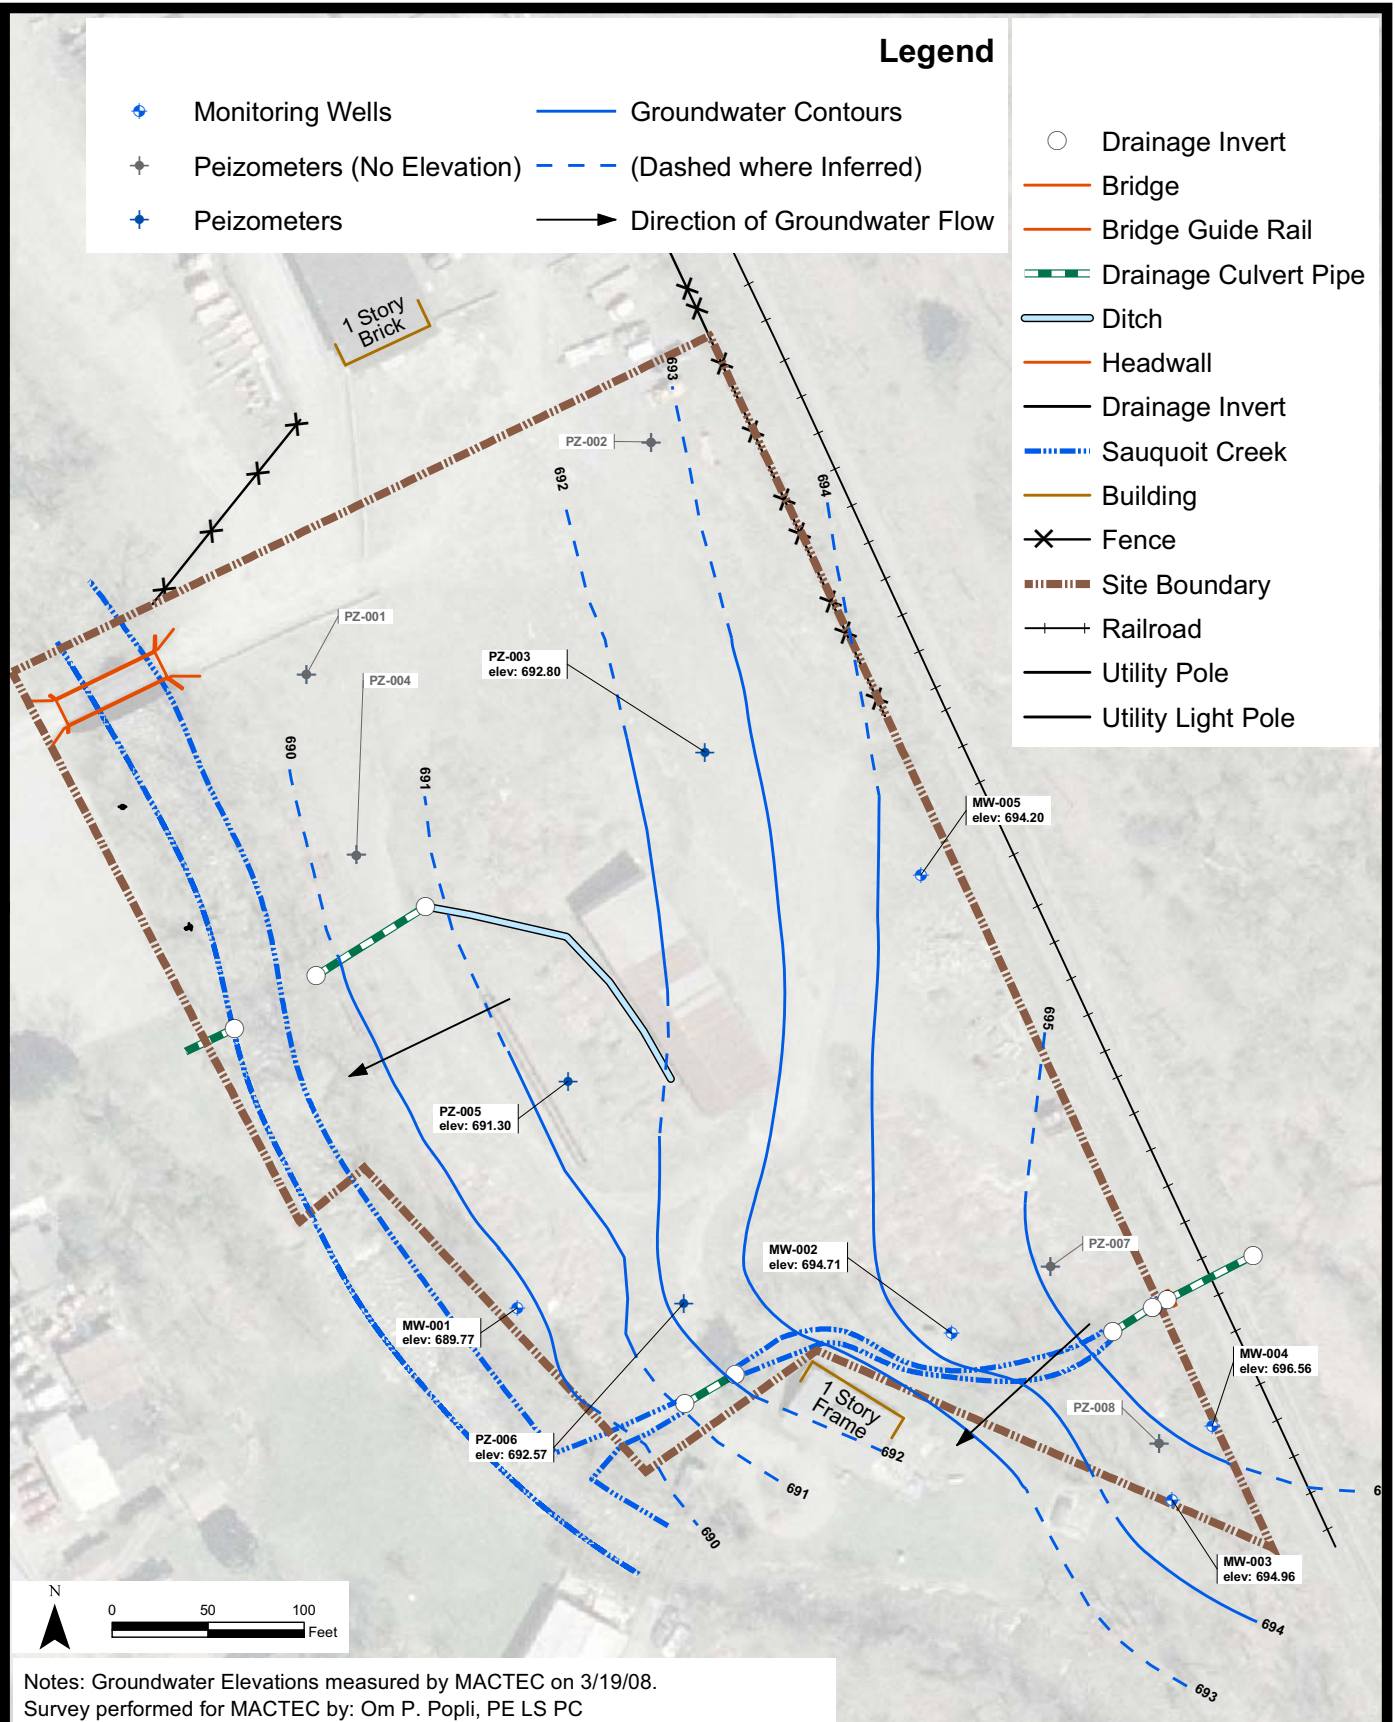 Legend
Monitoring Wells
Peizometers (No Elevation)
Peizometers
Groundwater Contours
(Dashed where Inferred)
Direction of Groundwater Flow
Drainage Invert
Bridge
Bridge Guide Rail
Drainage Culvert Pipe
Ditch
Headwall
Drainage Invert
Sauquoit Creek
Building
Fence
Site Boundary
Railroad
Utility Pole
Utility Light Pole
1 Story
Brick
693
PZ-002
692
694
PZ-001
PZ-003
elev: 692.80
PZ-004
690
691
MW-005
elev: 694.20
695
PZ-005
elev: 691.30
MW-002
elev: 694.71
PZ-007
MW-001
elev: 689.77
MW-004
elev: 696.56
1 Story
Frame
PZ-008
PZ-006
elev: 692.57
692
691
6
690
MW-003
elev: 694.96
694
693
N
0 50 100
Feet
Notes: Groundwater Elevations measured by MACTEC on 3/19/08.
Survey performed for MACTEC by: Om P. Popli, PE LS PC